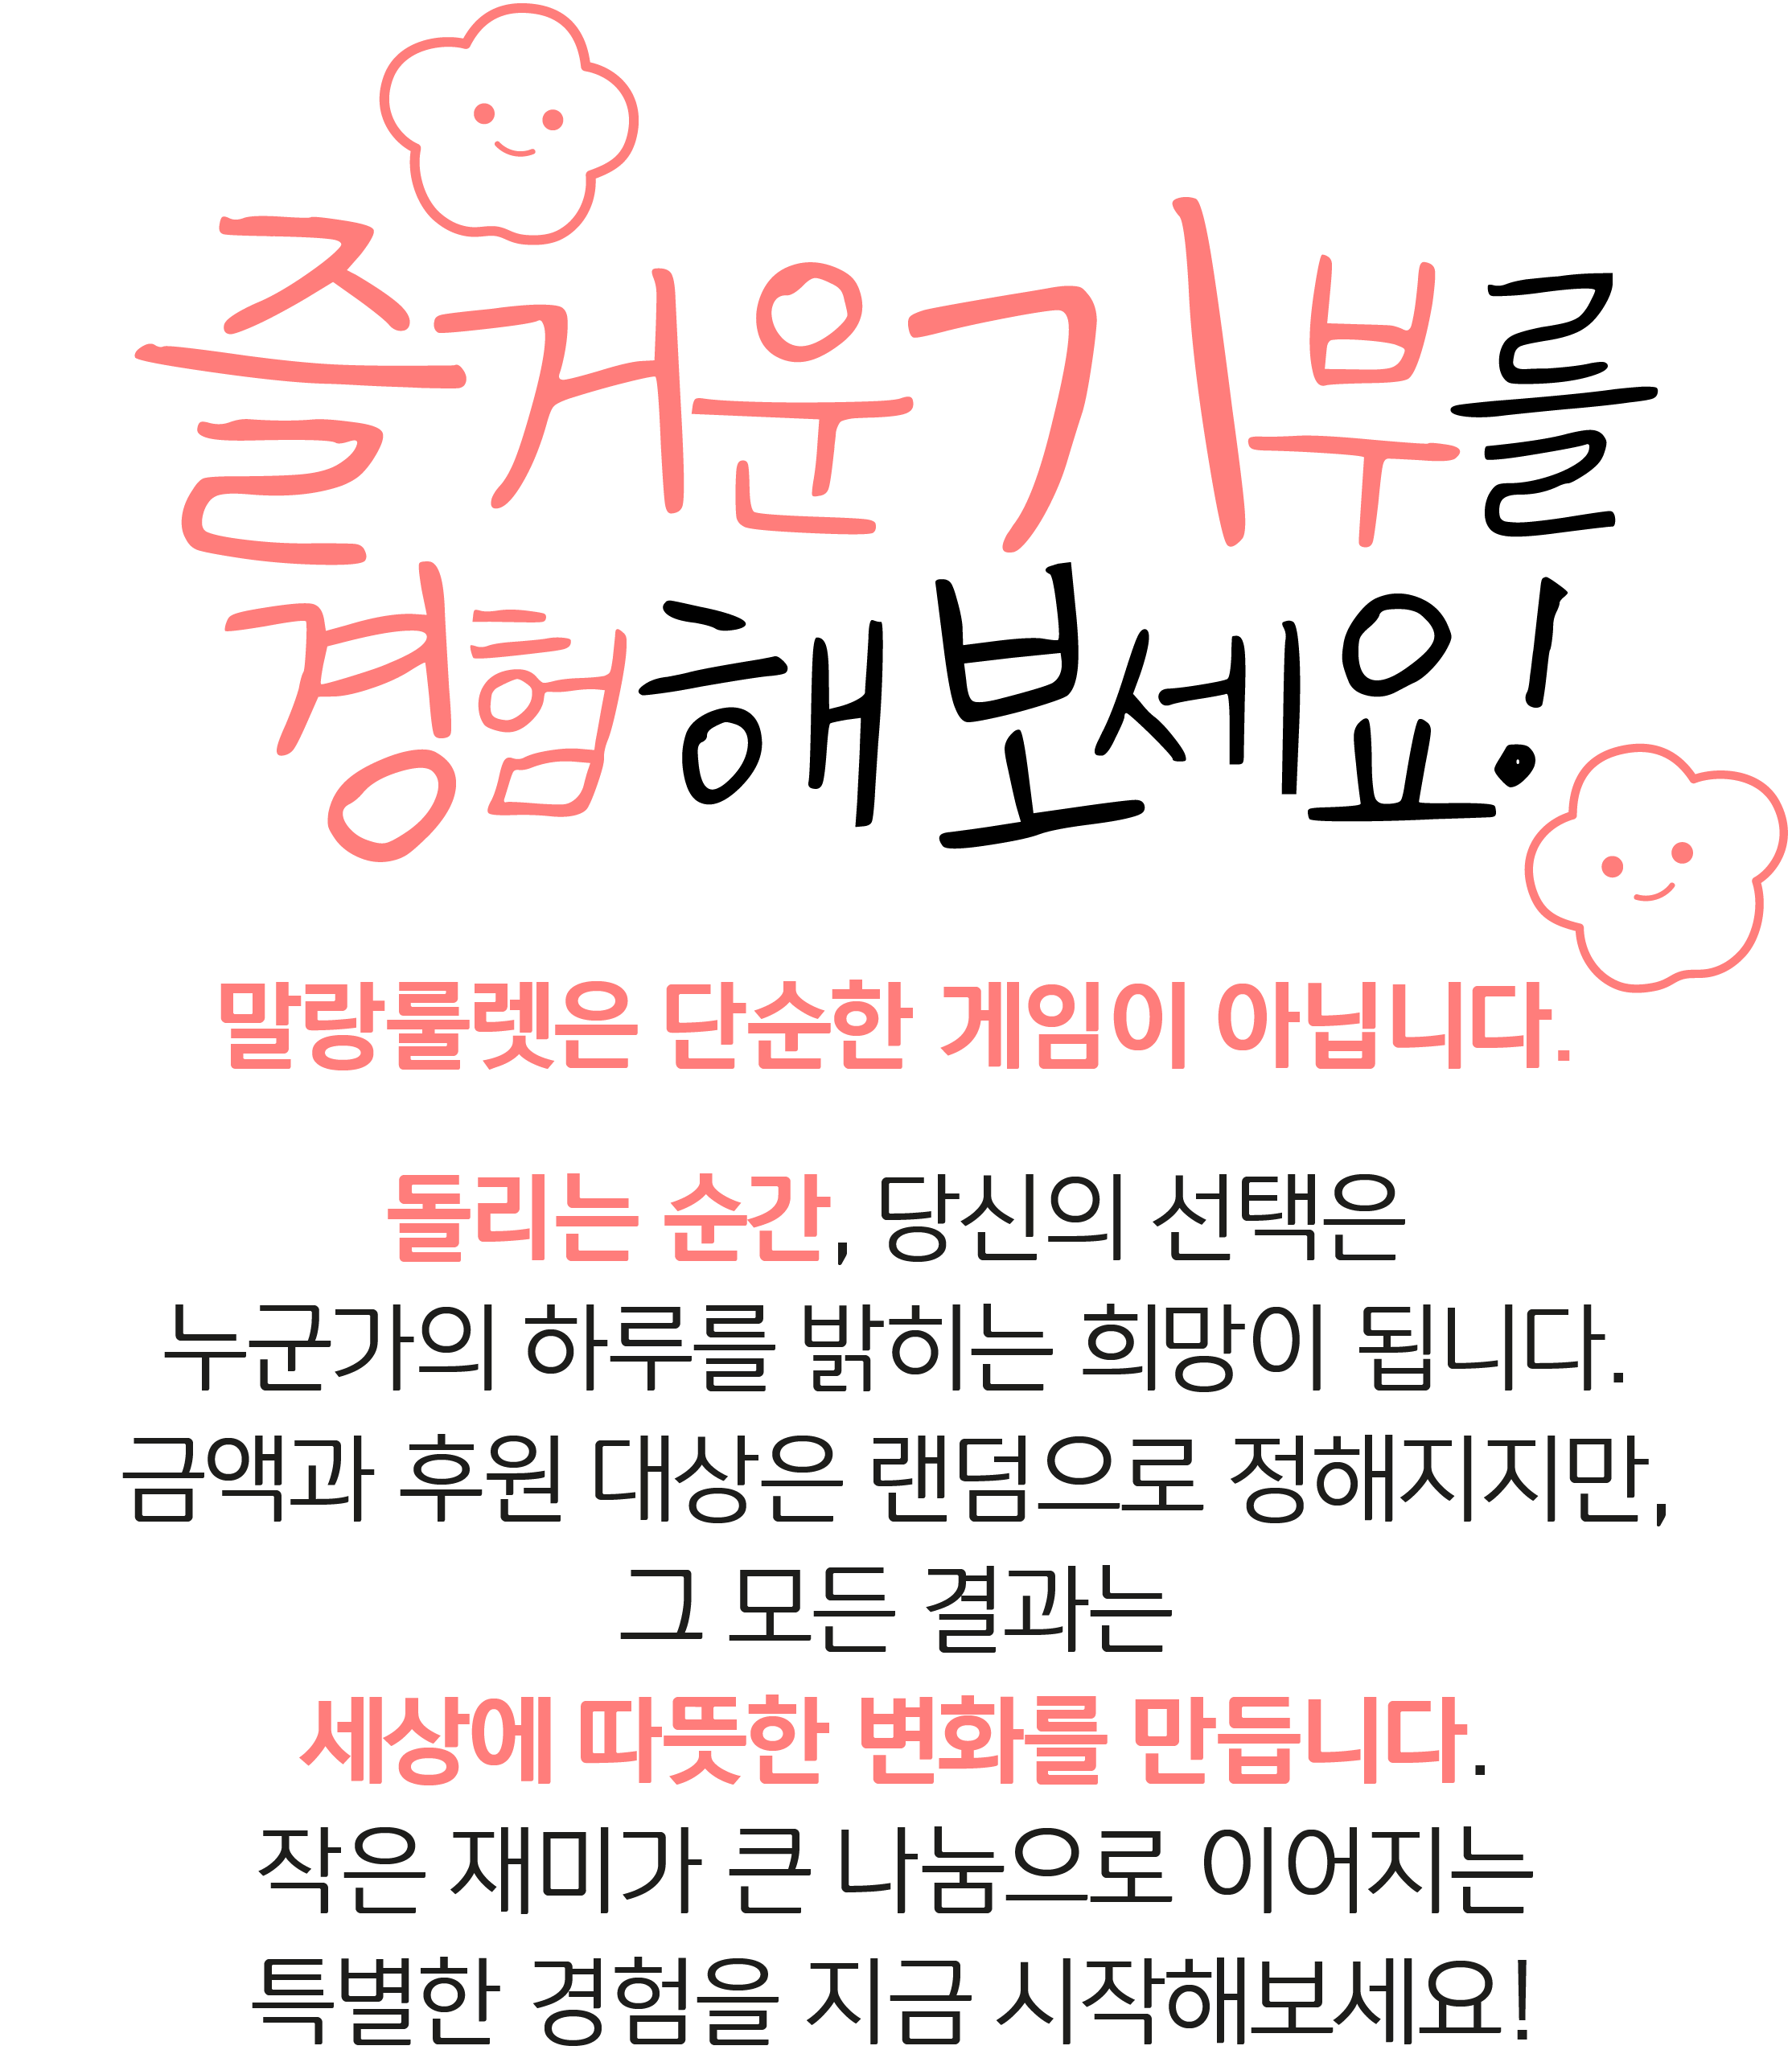 즐거운 기부를
경험해보세요!
말랑룰렛은 단순한 게임이 아닙니다.
돌리는 순간, 당신의 선택은
누군가의 하루를 밝히는 희망이 됩니다.
금액과 후원 대상은 랜덤으로 정해지지만,
그 모든 결과는
세상에 따뜻한 변화를 만듭니다.
작은 재미가 큰 나눔으로 이어지는
특별한 경험을 지금 시작해보세요!